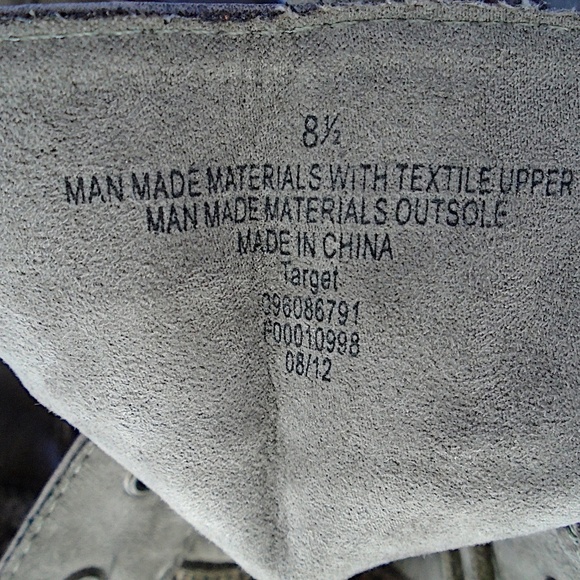 8½
MAN MADE MATERIALS WITH TEXTILE UPPER
MAN MADE MATERIALS OUTSOLE
MADE IN CHINA
Target
096086791
P00010998
08/12